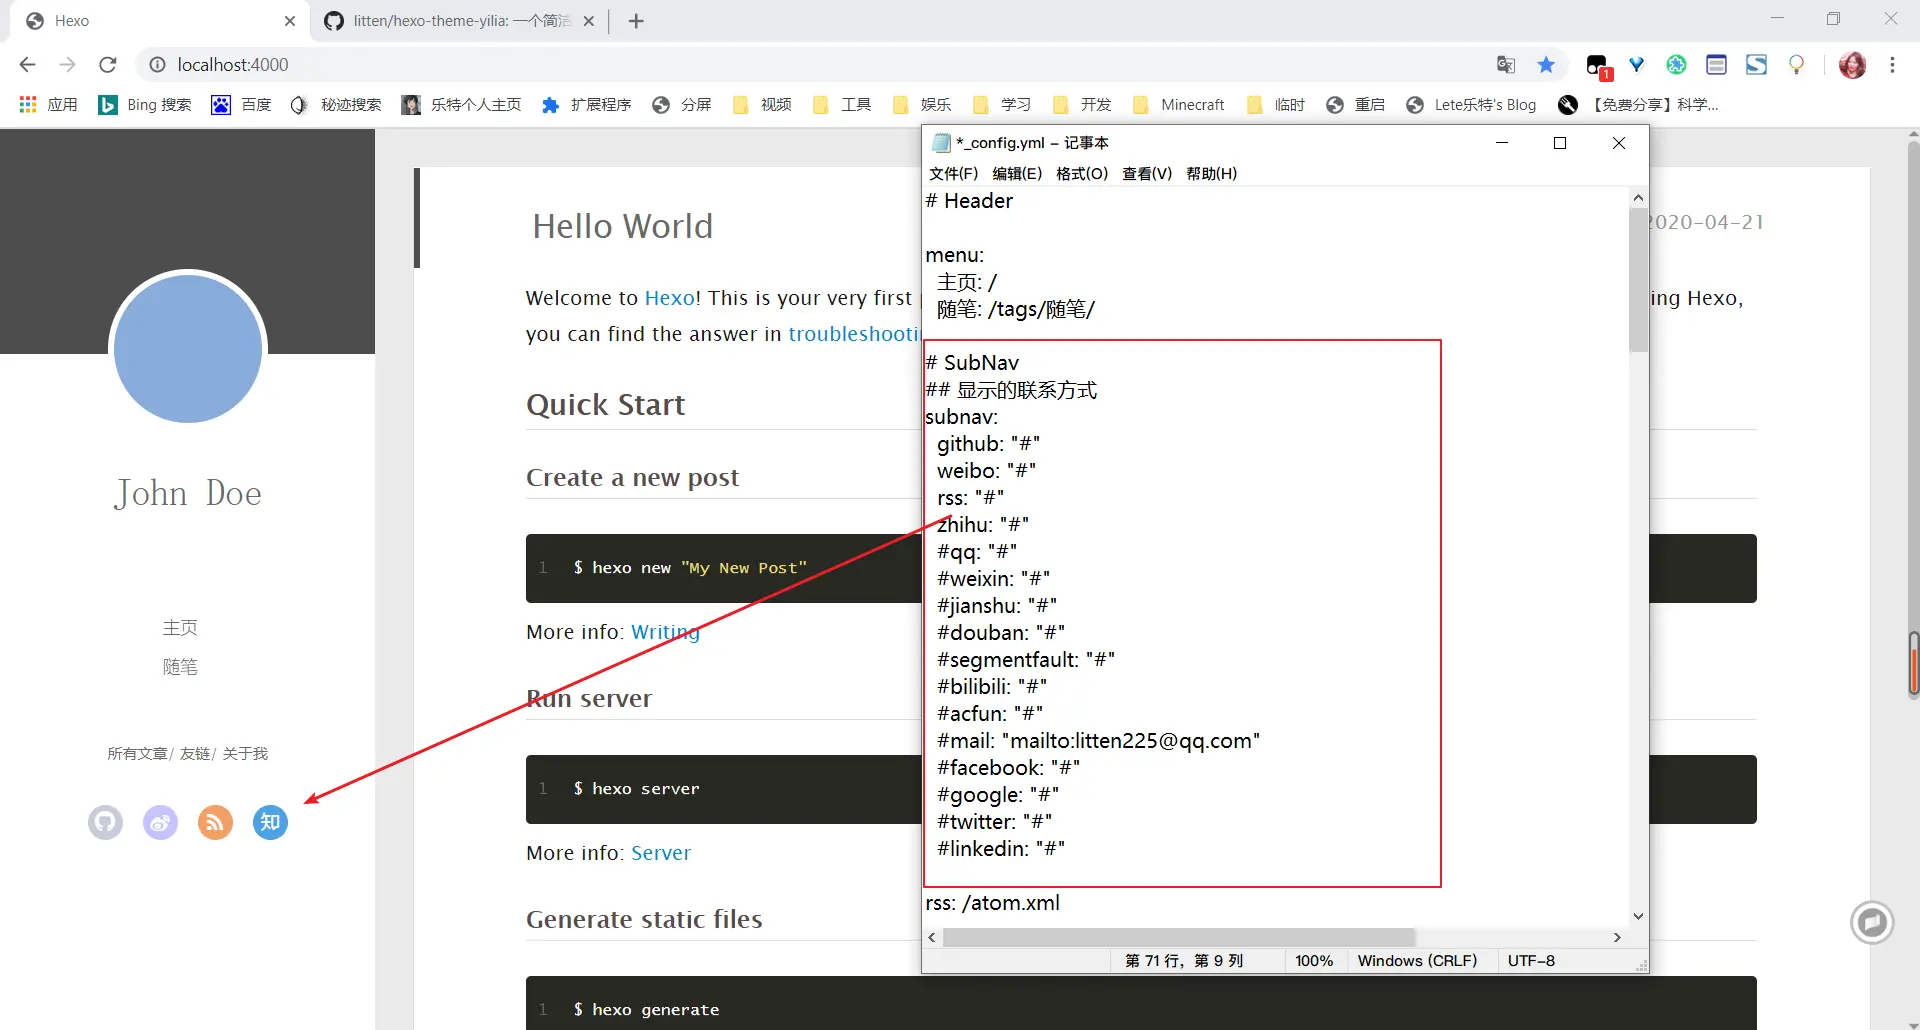 Hexo
litten/hexo-theme-yilia: 一个简洁
localhost:4000
1
应用
Bing 搜索
百度
秘迹搜索
乐特个人主页
扩展程序
分屏
视频
工具
娱乐
学习
开发
Minecraft
临时
重启
Lete乐特's Blog
【免费分享】科学...
John Doe
主页
随笔
所有文章/ 友链/ 关于我
知
Hello World
2020-04-21
Welcome to Hexo! This is your very first
ing Hexo,
you can find the answer in troubleshooti
Quick Start
Create a new post
1 $ hexo new "My New Post"
More info: Writing
Run server
1 $ hexo server
More info: Server
Generate static files
1 $ hexo generate
*_config.yml - 记事本
文件(F) 编辑(E) 格式(O) 查看(V) 帮助(H)
# Header
menu:
主页: /
随笔: /tags/随笔/
# SubNav
## 显示的联系方式
subnav:
github: "#"
weibo: "#"
rss: "#"
zhihu: "#"
#qq: "#"
#weixin: "#"
#jianshu: "#"
#douban: "#"
#segmentfault: "#"
#bilibili: "#"
#acfun: "#"
#mail: "mailto:litten225@qq.com"
#facebook: "#"
#google: "#"
#twitter: "#"
#linkedin: "#"
rss: /atom.xml
第 71 行，第 9 列
100%
Windows (CRLF)
UTF-8